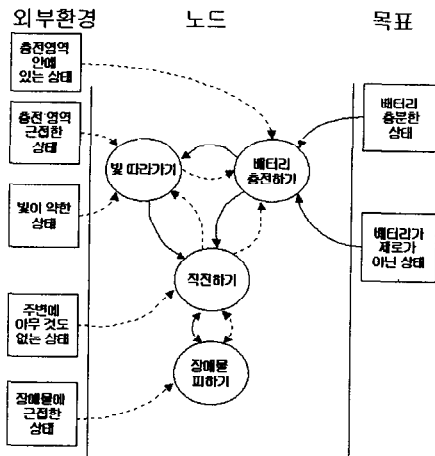 외부환경
노드
목표
충전영역
안에
있는 상태
충전 영역
근접한
상태
빛이 약한
상태
주변에
아무 것도
없는 상태
장애물에
근접한
상태
빛 따라가기
배터리
충전하기
직진하기
장애물
피하기
배터리
충분한
상태
배터리가
제로가
아닌 상태